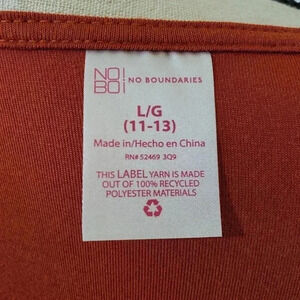 NO!
BO!
NO BOUNDARIES
L/G
(11-13)
Made in/Hecho en China
RN# 52469 3Q9
THIS LABEL YARN IS MADE
OUT OF 100% RECYCLED
POLYESTER MATERIALS